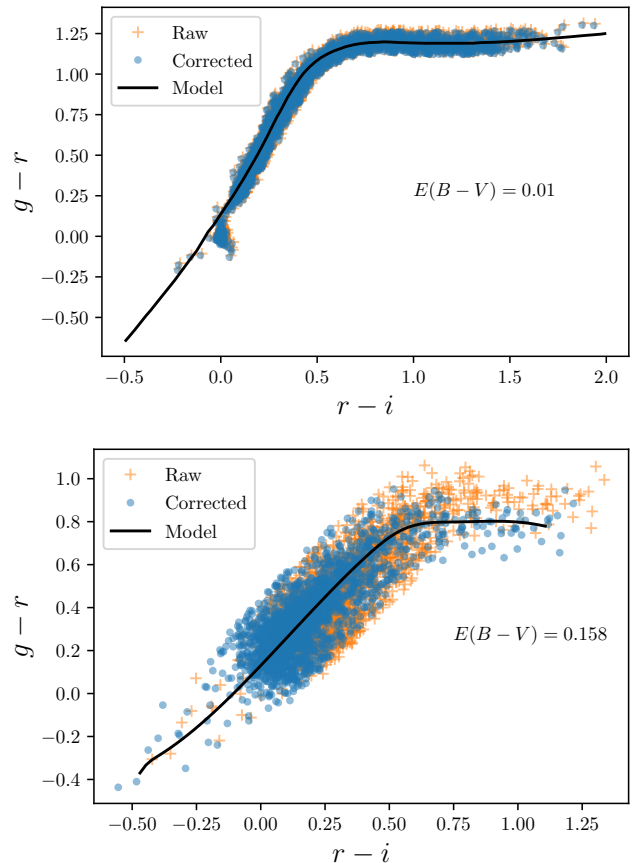 1.25
1.00
0.75
0.50
0.25
0.00
−0.25
−0.50
g − r
Raw
Corrected
Model
E(B − V) = 0.01
−0.5 0.0 0.5 1.0 1.5 2.0
r − i
1.0
0.8
0.6
0.4
0.2
0.0
−0.2
−0.4
g − r
Raw
Corrected
Model
E(B − V) = 0.158
−0.50 −0.25 0.00 0.25 0.50 0.75 1.00 1.25
r − i